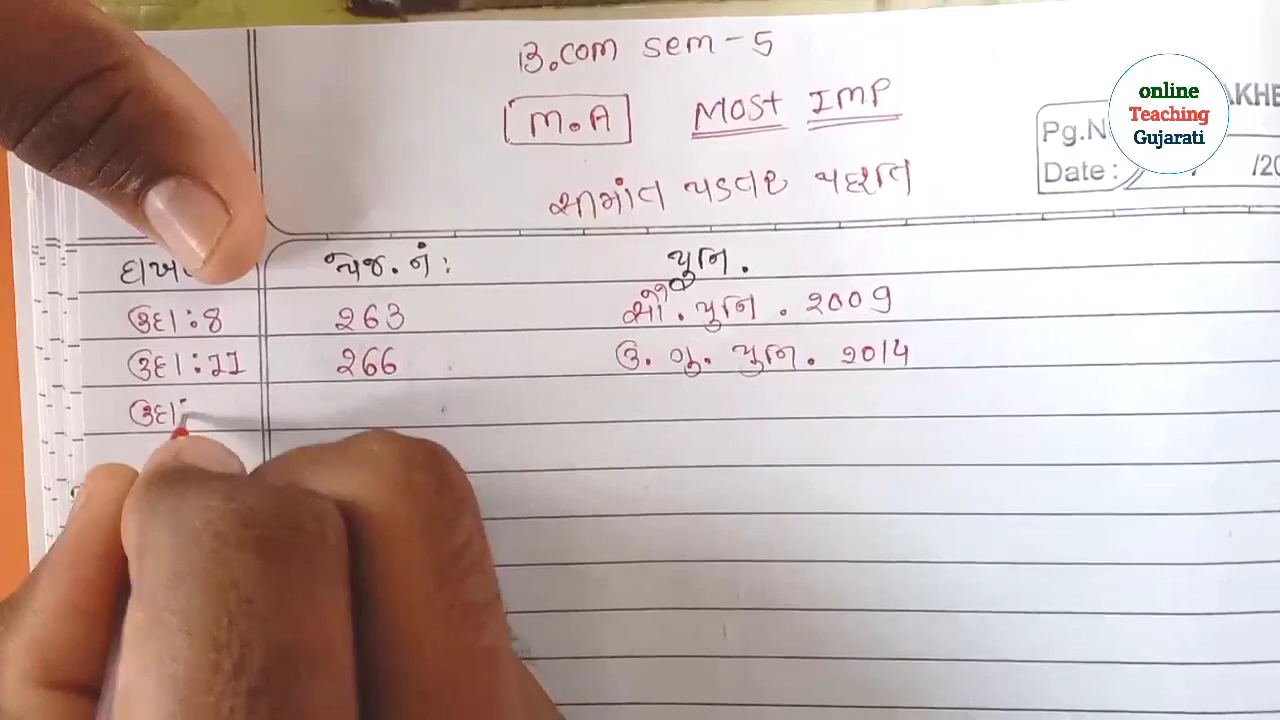 B.com sem-5
M.A Most IMP
સામાંત પડતર પદ્ધતિ
online
Teaching
Gujarati
AKHE
Pg.N
Date : /20
પેજ.નં: યુનિ.
ઉદા:8 263 સૌ. યુનિ. 2009
ઉદા:11 266 ઉ. ગુ. યુનિ. 2014
ઉદા: